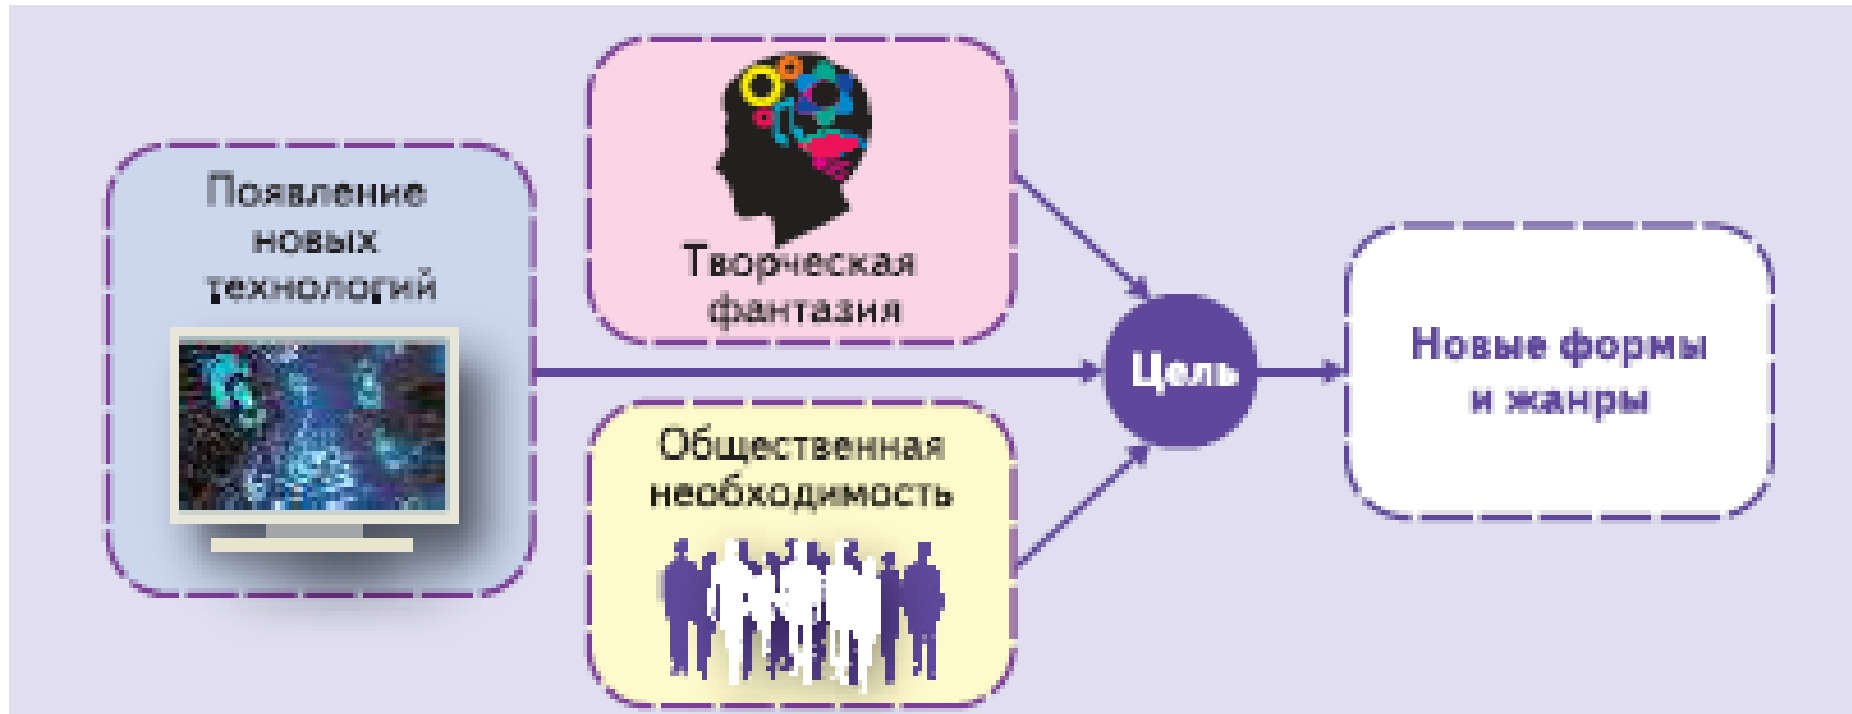 Появление
новых
технологий
Творческая
фантазия
Общественная
необходимость
Цель
Новые формы
и жанры